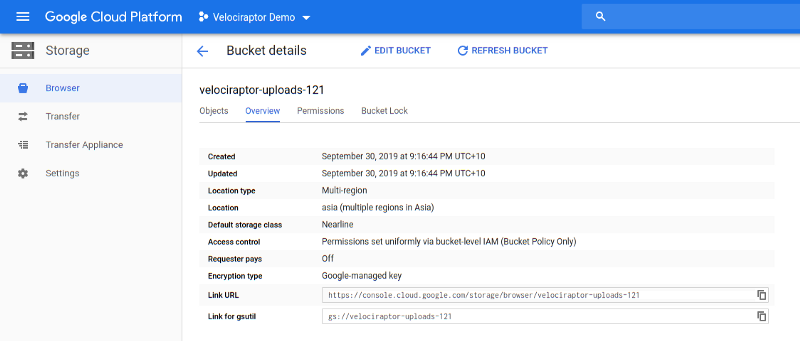 Google Cloud Platform Velociraptor Demo
Storage
Bucket details EDIT BUCKET REFRESH BUCKET
Browser
Transfer
Transfer Appliance
Settings
velociraptor-uploads-121
Objects Overview Permissions Bucket Lock
Created September 30, 2019 at 9:16:44 PM UTC+10
Updated September 30, 2019 at 9:16:44 PM UTC+10
Location type Multi-region
Location asia (multiple regions in Asia)
Default storage class Nearline
Access control Permissions set uniformly via bucket-level IAM (Bucket Policy Only)
Requester pays Off
Encryption type Google-managed key
Link URL https://console.cloud.google.com/storage/browser/velociraptor-uploads-121
Link for gsutil gs://velociraptor-uploads-121